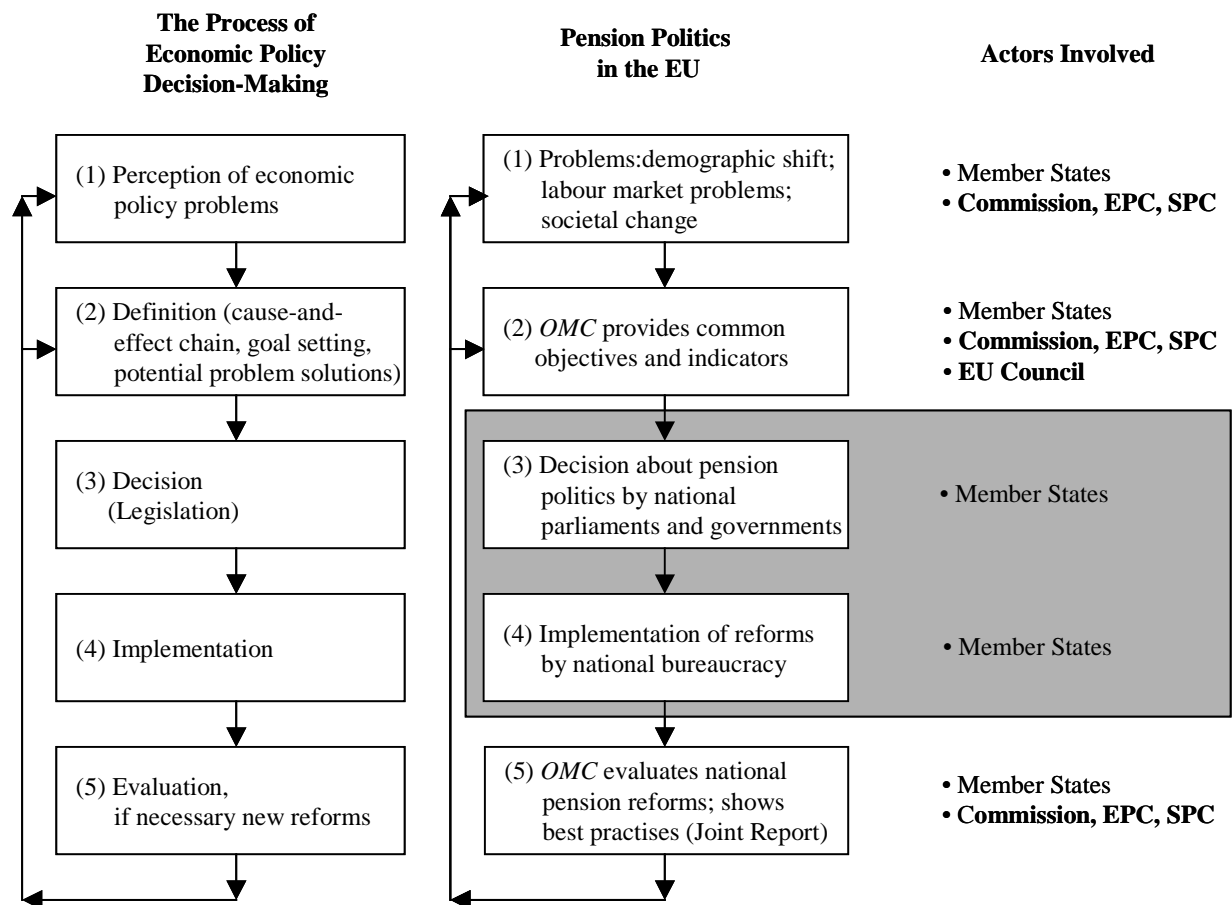 The Process of
Economic Policy
Decision-Making
Pension Politics
in the EU
Actors Involved
(1) Perception of economic
policy problems
(1) Problems:demographic shift;
labour market problems;
societal change
• Member States
• Commission, EPC, SPC
(2) Definition (cause-and-
effect chain, goal setting,
potential problem solutions)
(2) OMC provides common
objectives and indicators
• Member States
• Commission, EPC, SPC
• EU Council
(3) Decision
(Legislation)
(3) Decision about pension
politics by national
parliaments and governments
• Member States
(4) Implementation
(4) Implementation of reforms
by national bureaucracy
• Member States
(5) Evaluation,
if necessary new reforms
(5) OMC evaluates national
pension reforms; shows
best practises (Joint Report)
• Member States
• Commission, EPC, SPC